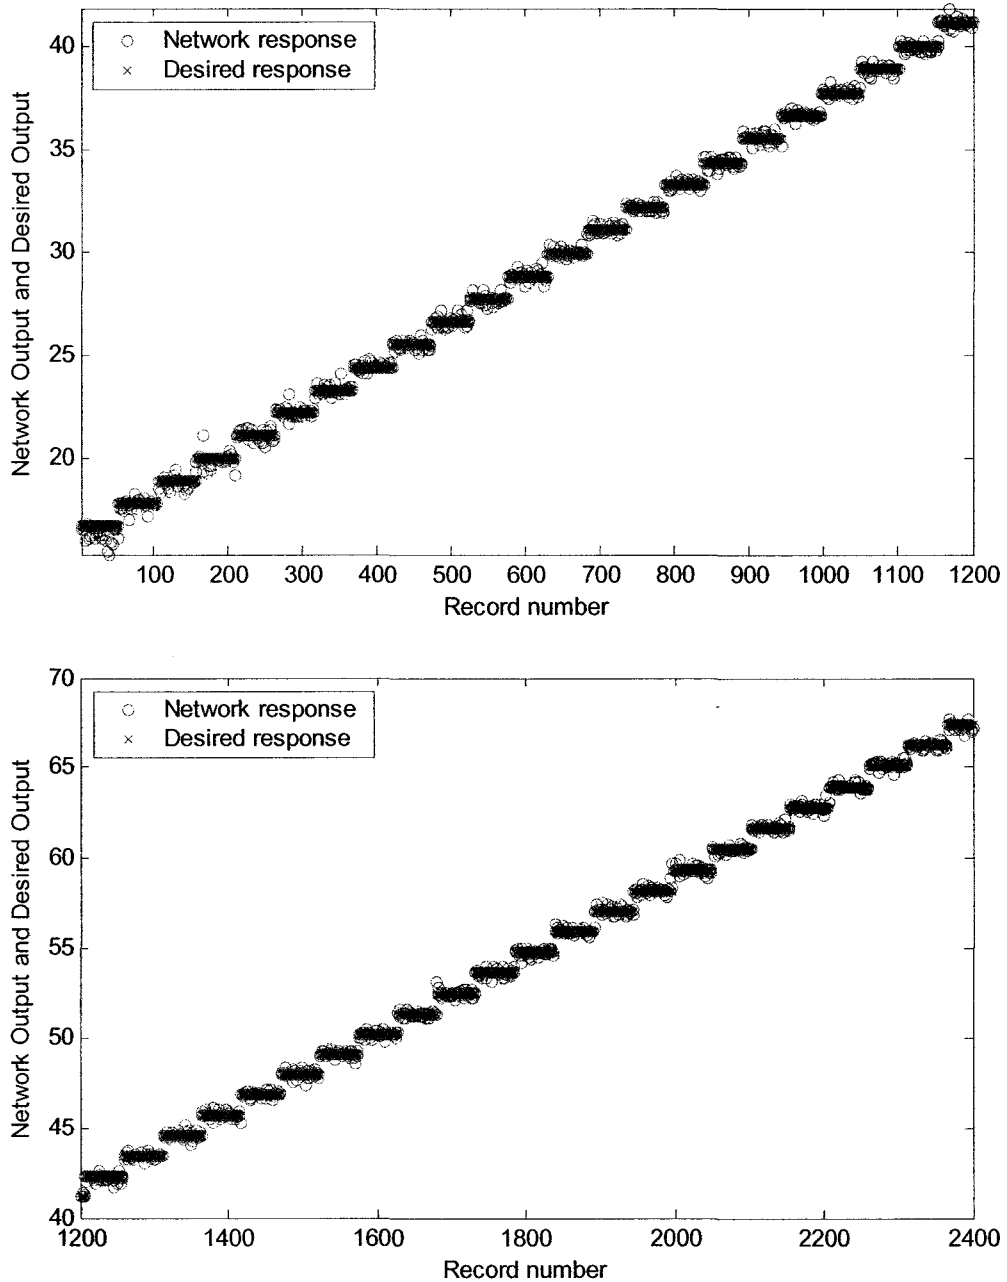 Network response
Desired response
40
35
30
25
20
Network Output and Desired Output
100 200 300 400 500 600 700 800 900 1000 1100 1200
Record number
Network response
Desired response
70
65
60
55
50
45
40
Network Output and Desired Output
1200 1400 1600 1800 2000 2200 2400
Record number